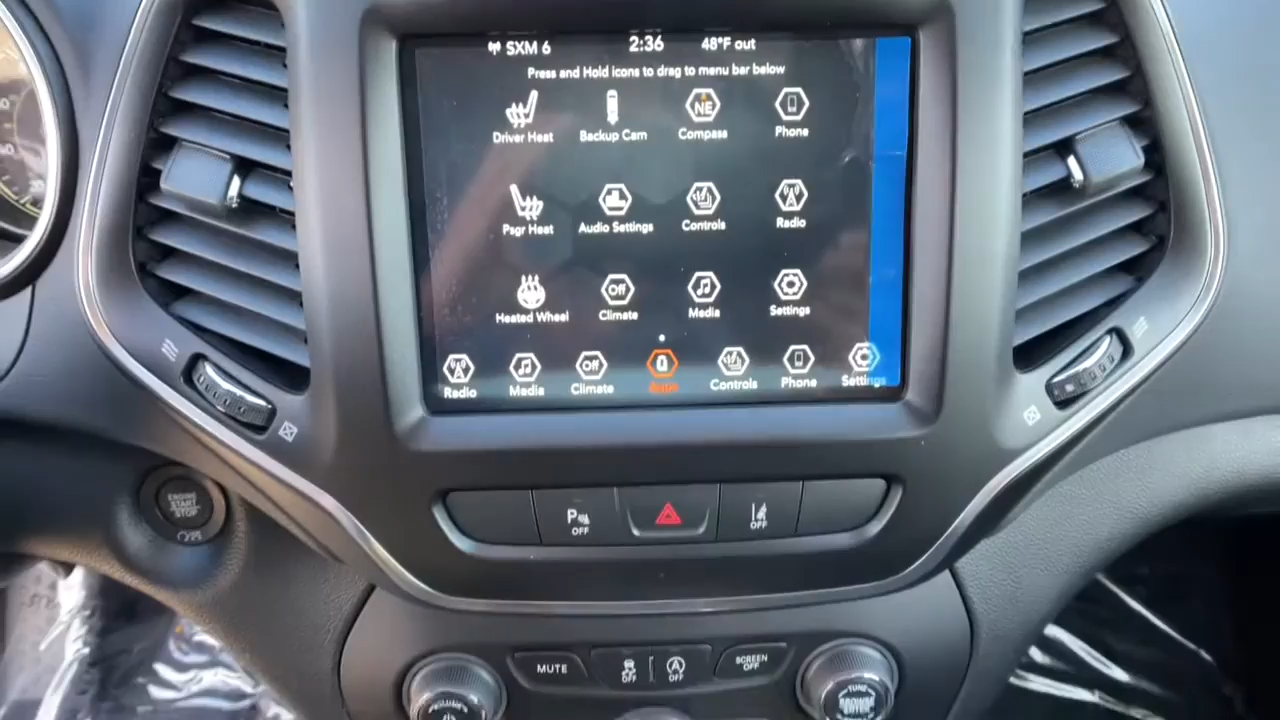 SXM 6 2:36 48°F out
Press and Hold icons to drag to menu bar below
NE
Driver Heat Backup Cam Compass Phone
Psgr Heat Audio Settings Controls Radio
Off
Heated Wheel Climate Media Settings
Off
Radio Media Climate Apps Controls Phone Settings
ENGINE
START
STOP
P OFF
OFF
MUTE
OFF
A OFF
SCREEN
OFF
VOLUME
TUNE